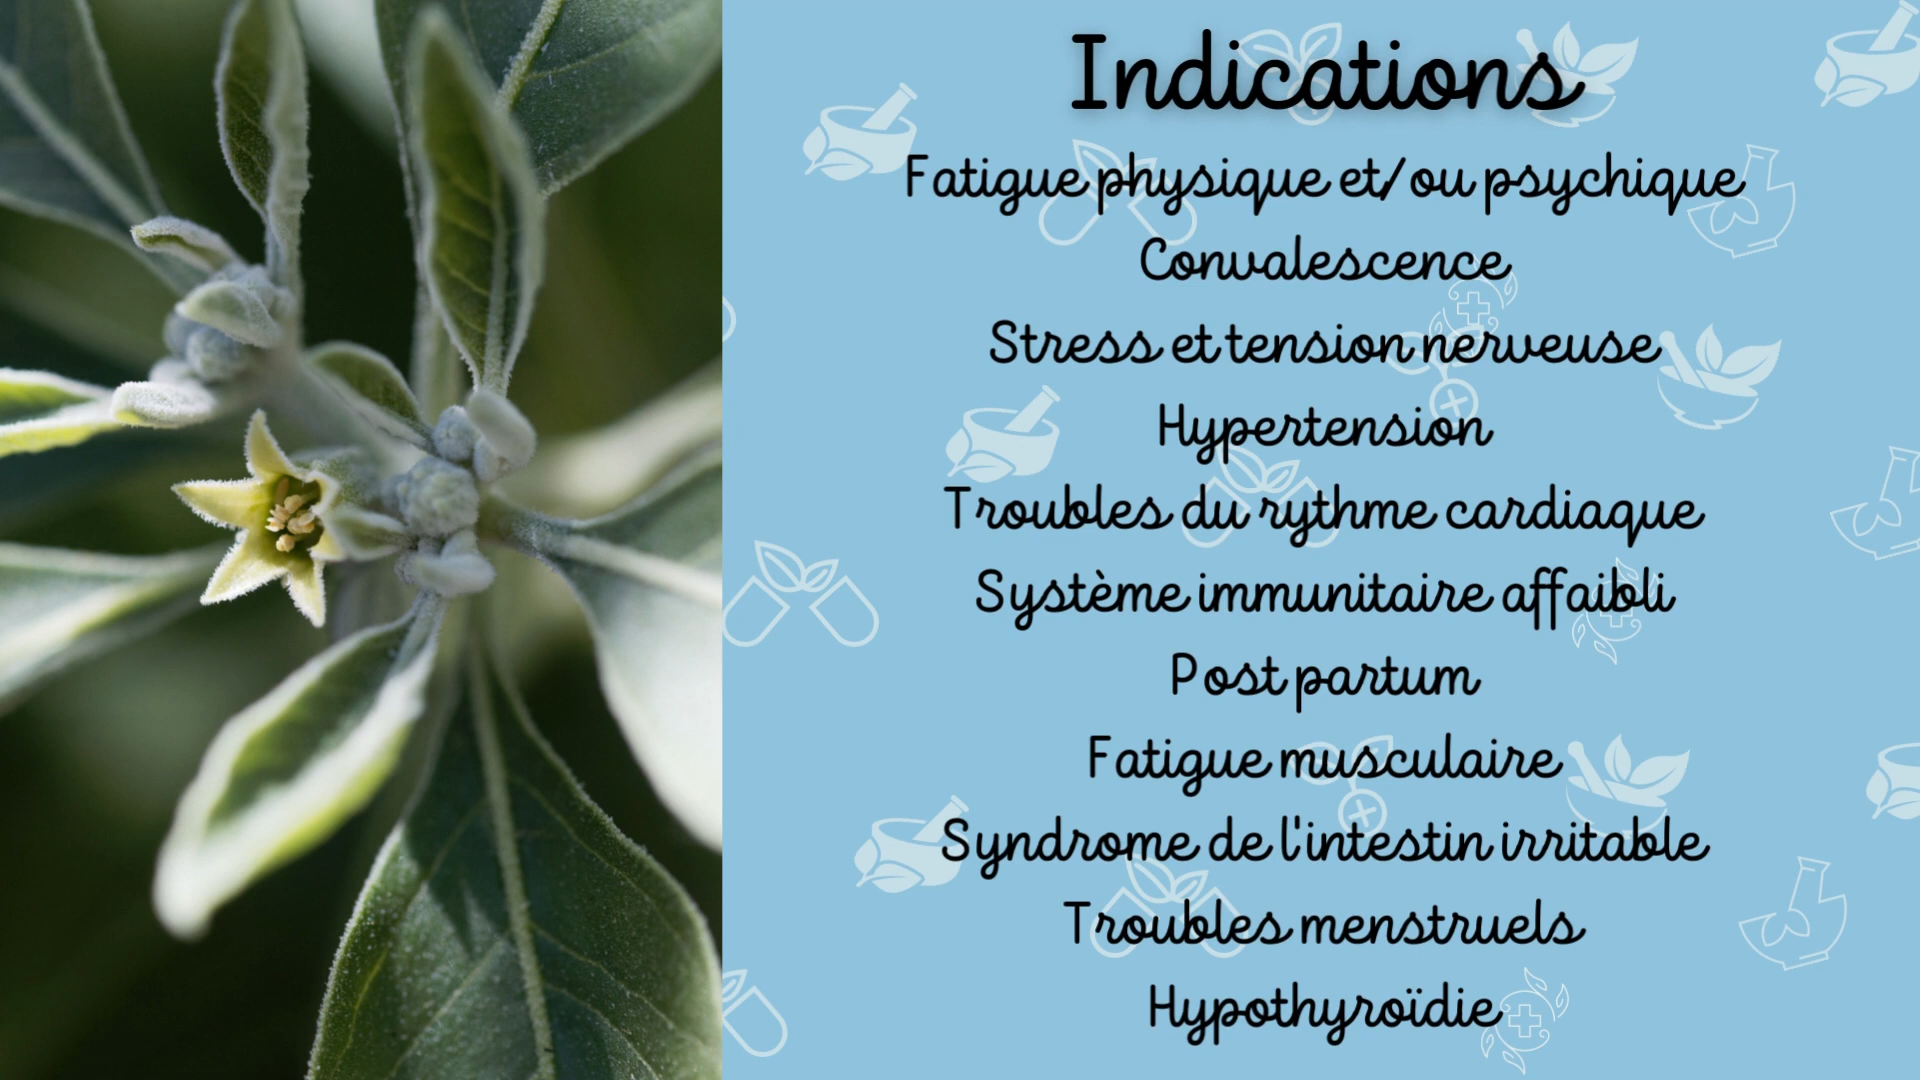 Indications
Fatigue physique et/ou psychique
Convalescence
Stress et tension nerveuse
Hypertension
Troubles du rythme cardiaque
Système immunitaire affaibli
Post partum
Fatigue musculaire
Syndrome de l'intestin irritable
Troubles menstruels
Hypothyroïdie